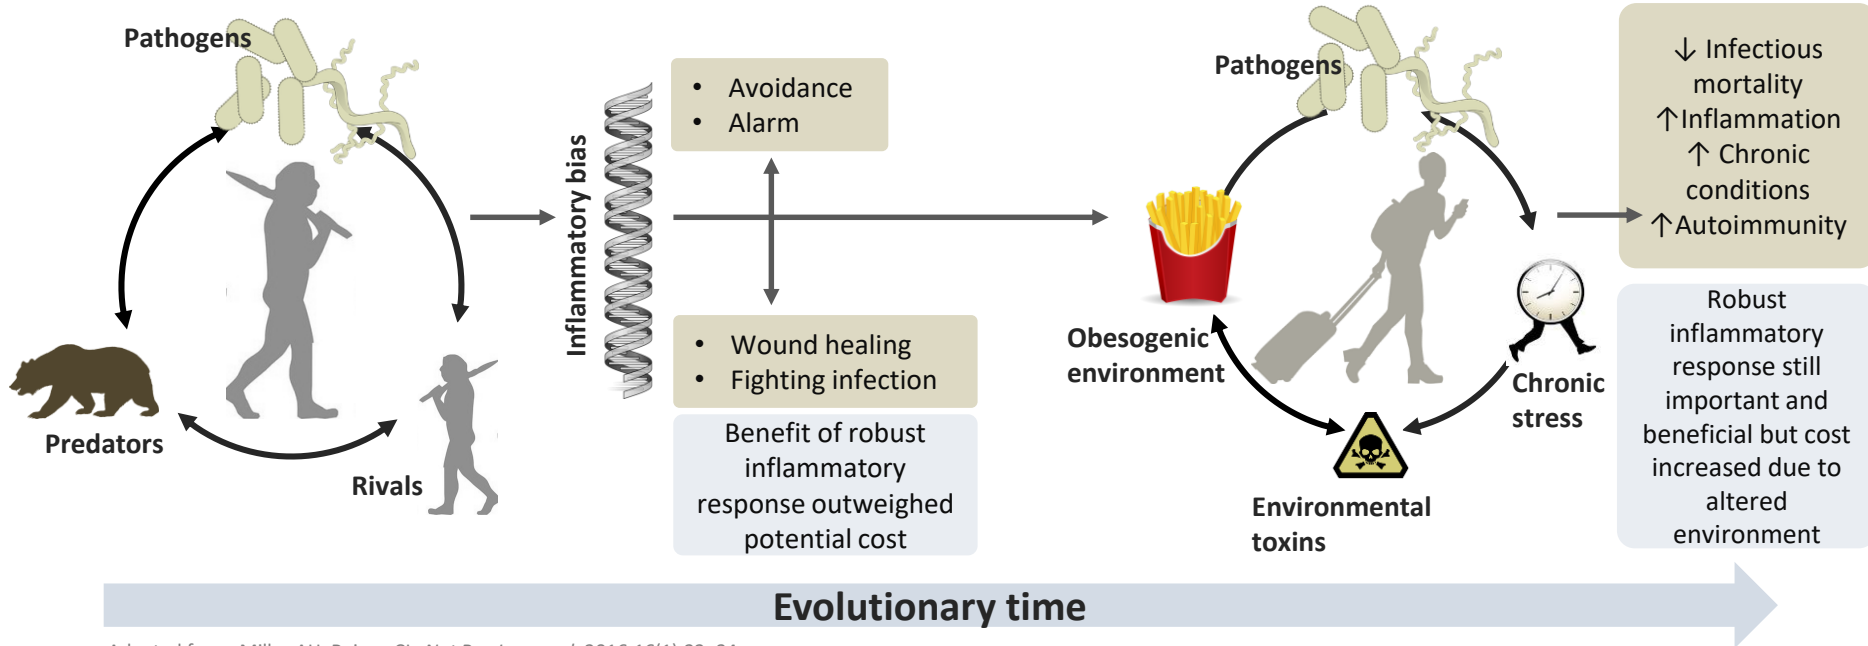 Pathogens
Predators
Rivals
Inflammatory bias
• Avoidance
• Alarm
• Wound healing
• Fighting infection
Benefit of robust
inflammatory
response outweighed
potential cost
Pathogens
Obesogenic
environment
Chronic
stress
Environmental
toxins
↓ Infectious
mortality
↑Inflammation
↑ Chronic
conditions
↑Autoimmunity
Robust
inflammatory
response still
important and
beneficial but cost
increased due to
altered
environment
Evolutionary time